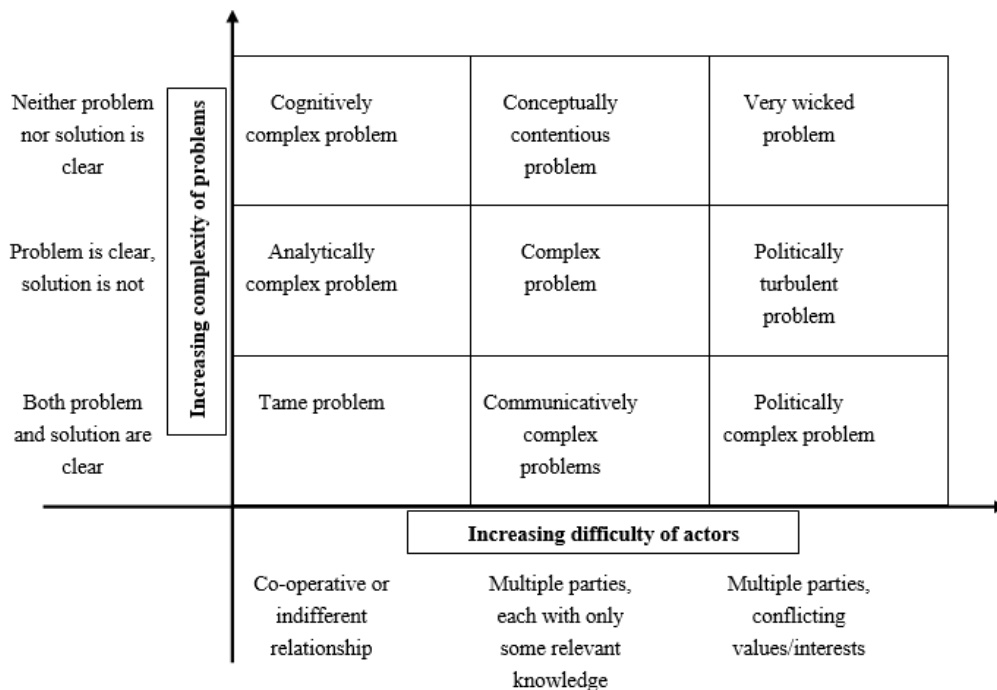 Neither problem
nor solution is
clear
Increasing complexity of problems
Cognitively
complex problem
Conceptually
contentious
problem
Very wicked
problem
Problem is clear,
solution is not
Analytically
complex problem
Complex
problem
Politically
turbulent
problem
Both problem
and solution are
clear
Tame problem
Communicatively
complex
problems
Politically
complex problem
Increasing difficulty of actors
Co-operative or
indifferent
relationship
Multiple parties,
each with only
some relevant
knowledge
Multiple parties,
conflicting
values/interests